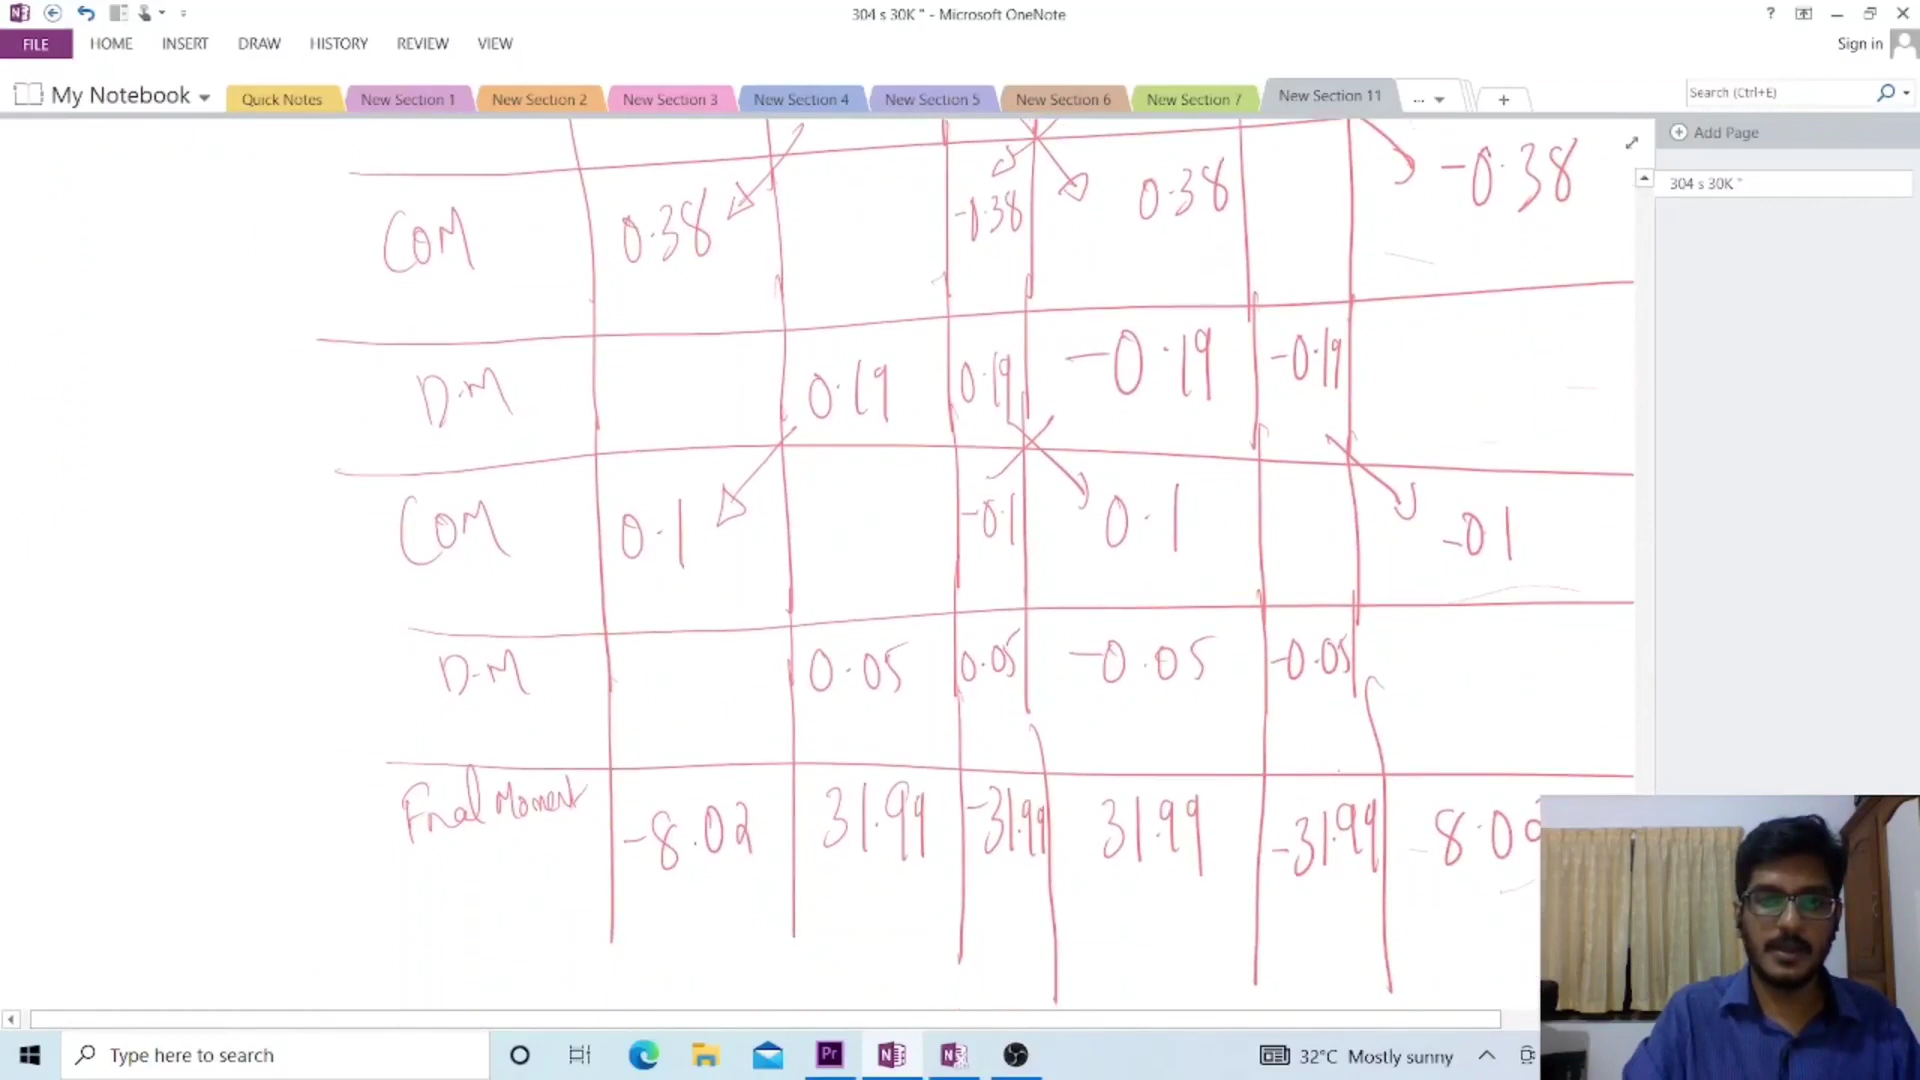 304 s 30K " - Microsoft OneNote
?
FILE HOME INSERT DRAW HISTORY REVIEW VIEW
Sign in
My Notebook
Quick Notes New Section 1 New Section 2 New Section 3 New Section 4 New Section 5 New Section 6 New Section 7 New Section 11 ... +
Search (Ctrl+E)
Add Page
304 s 30K "
COM 0.38 -0.38 0.38 -0.38
D.M 0.19 0.19 -0.19 -0.19
COM 0.1 -0.1 0.1 -0.1
D.M 0.05 0.05 -0.05 -0.05
Final Moment -8.02 31.99 -31.99 31.99 -31.99 8.02
Type here to search
Pr
N
32°C Mostly sunny